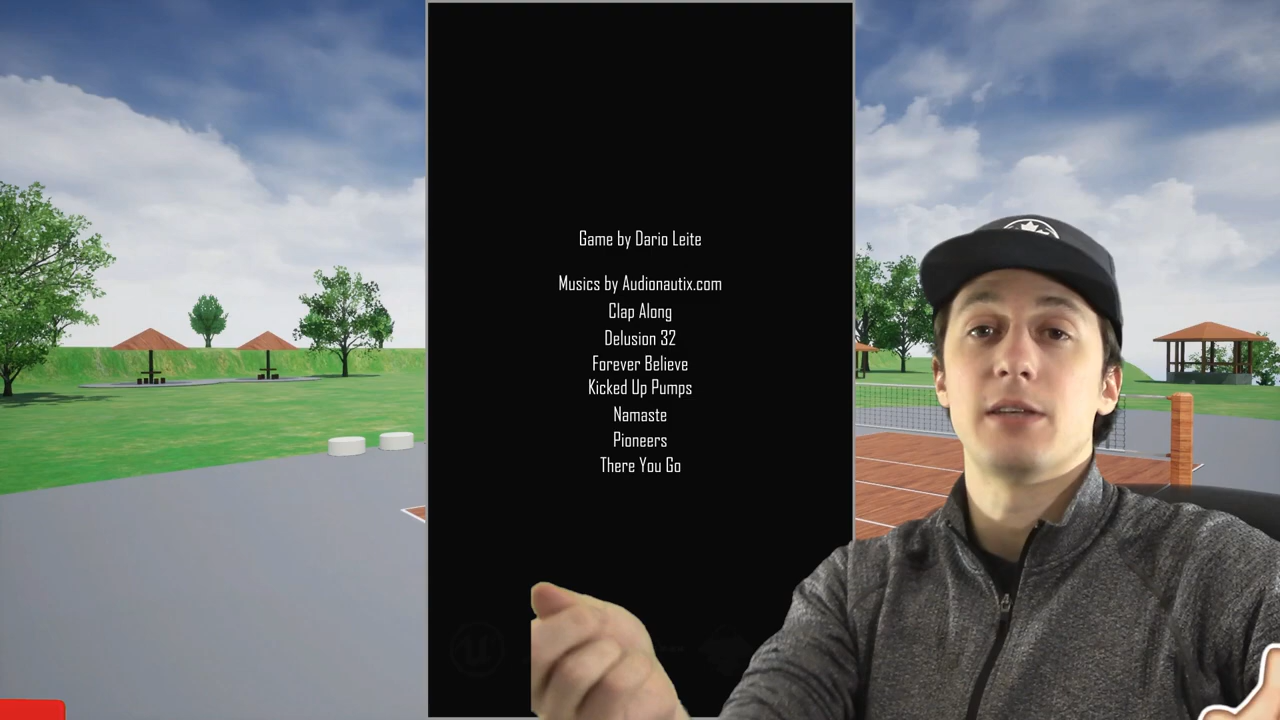 Game by Dario Leite
Musics by Audionautix.com
Clap Along
Delusion 32
Forever Believe
Kicked Up Pumps
Namaste
Pioneers
There You Go